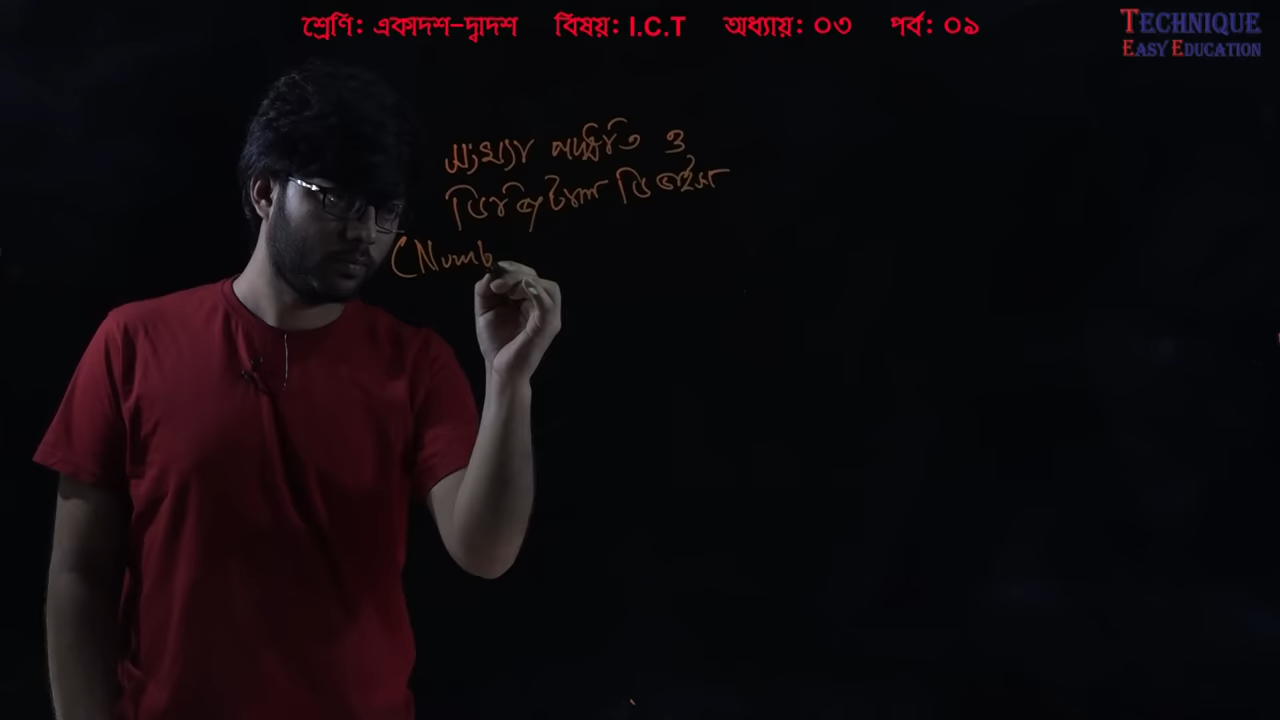 শ্রেণি: একাদশ-দ্বাদশ বিষয়: I.C.T অধ্যায়: ০৩ পর্ব: ০১
TECHNIQUE
EASY EDUCATION
সংখ্যা পদ্ধতি ও
ডিজিটাল ডিভাইস
(Numb